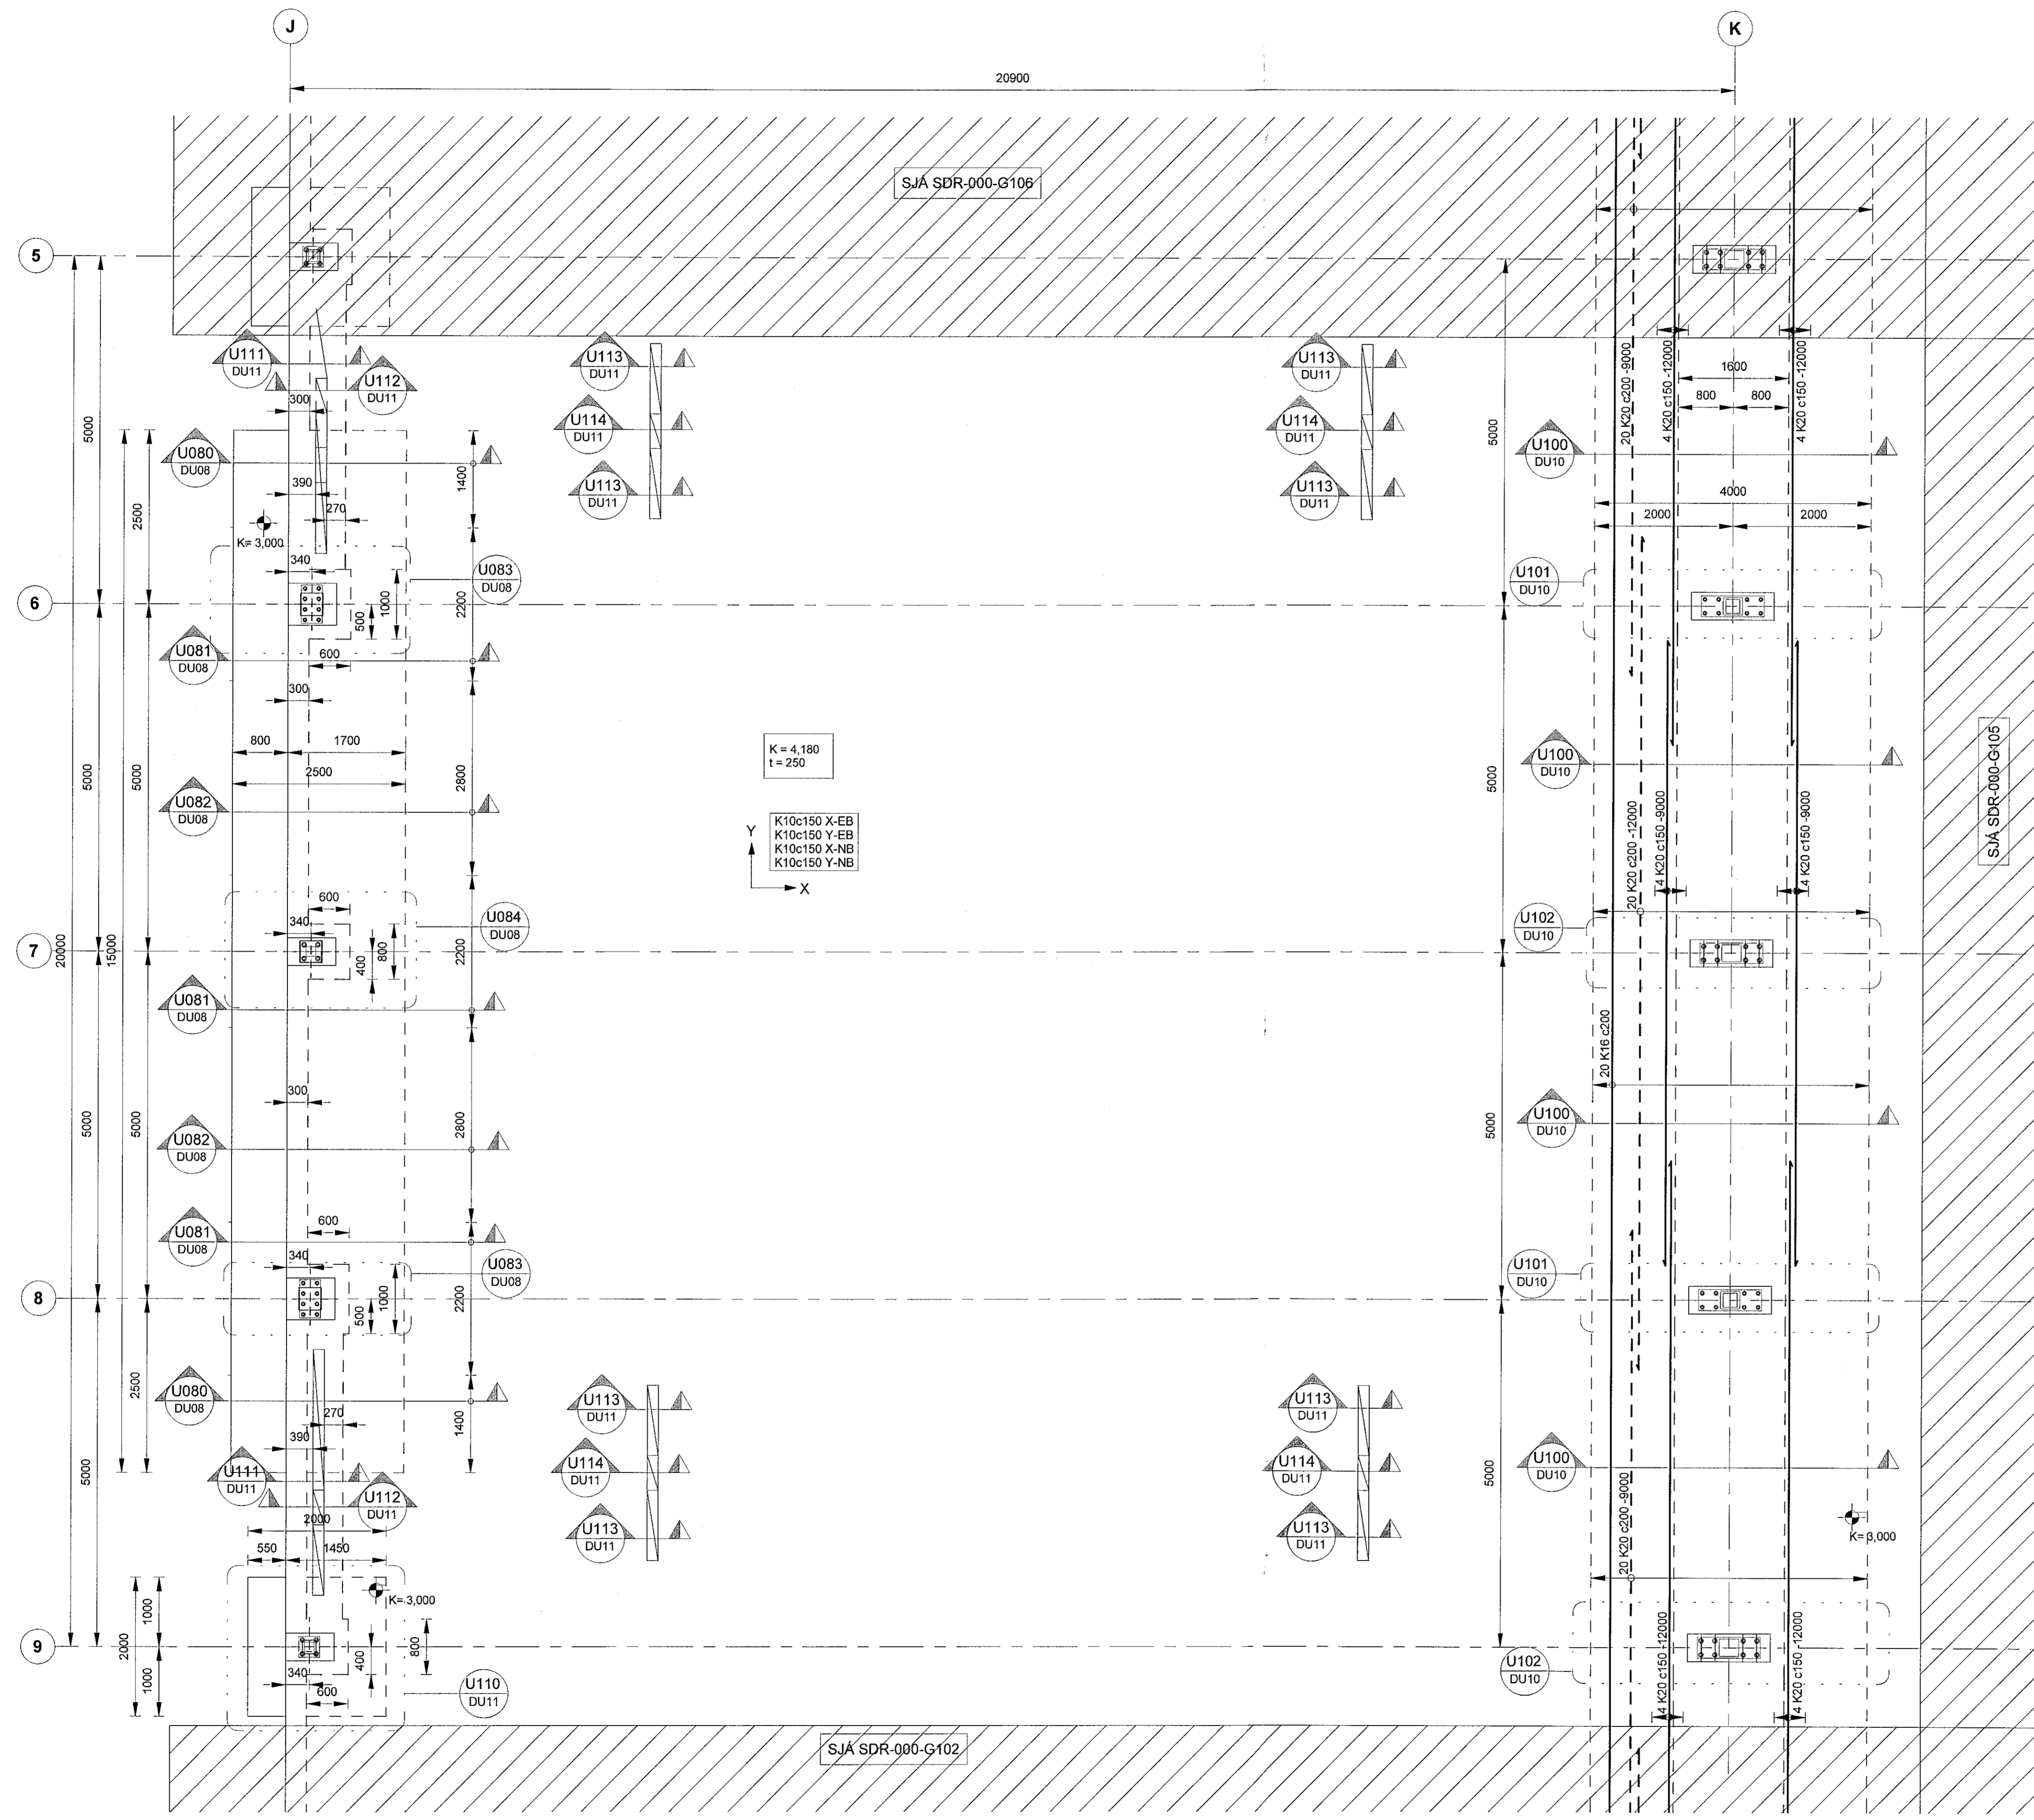 J
K
20900
SJÁ SDR-000-G106
5
U111
DU11
U112
DU11
U113
DU11
U113
DU11
20 K20 c200 -9000
4 K20 c150 -12000
4 K20 c150 -12000
1600
800
800
300
U114
DU11
U114
DU11
5000
5000
U080
DU08
1400
U100
DU10
390
270
U113
DU11
U113
DU11
4000
2000
2000
2500
K= 3,000
340
U083
DU08
U101
DU10
6
1000
500
2200
U081
DU08
600
300
SJÁ SDR-000-G105
800
1700
2500
K = 4,180
t = 250
U100
DU10
5000
5000
2800
5000
U082
DU08
Y
X
K10c150 X-EB
K10c150 Y-EB
K10c150 X-NB
K10c150 Y-NB
20 K20 c200 -12000
4 K20 c150 -9000
4 K20 c150 -9000
600
340
U084
DU08
U102
DU10
7
20000
15000
800
400
2200
U081
DU08
20 K16 c200
300
5000
5000
2800
5000
U082
DU08
U100
DU10
U081
DU08
600
340
U083
DU08
U101
DU10
8
1000
500
2200
2500
U080
DU08
270
390
1400
U113
DU11
U113
DU11
5000
5000
U111
DU11
U112
DU11
U114
DU11
U114
DU11
U100
DU10
2000
U113
DU11
U113
DU11
20 K20 c200 -9000
K= 3,000
550
1450
K= 3,000
1000
2000
1000
9
800
400
340
600
U110
DU11
U102
DU10
4 K20 c150 -12000
4 K20 c150 -12000
SJÁ SDR-000-G102